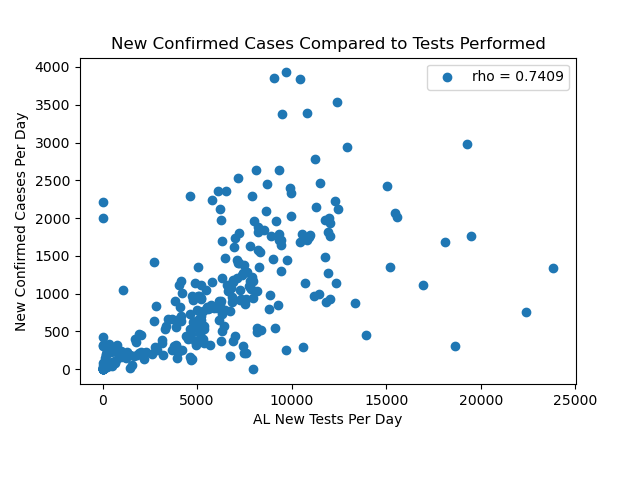 New Confirmed Cases Compared to Tests Performed
rho = 0.7409
New Confirmed Caeses Per Day
4000
3500
3000
2500
2000
1500
1000
500
0
0 5000 10000 15000 20000 25000
AL New Tests Per Day